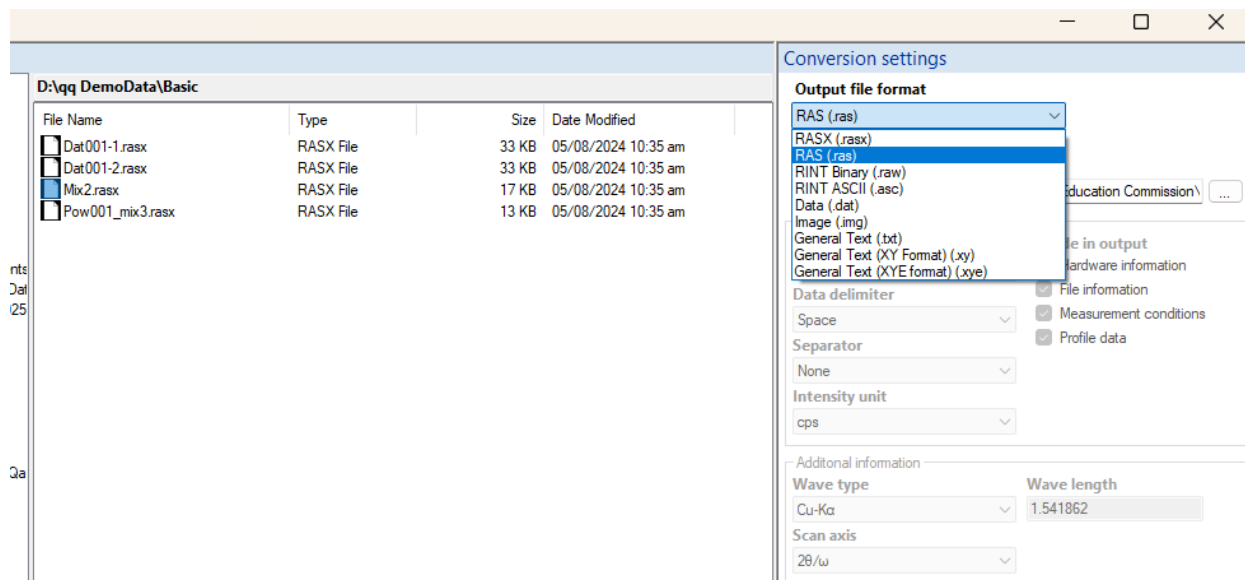 Conversion settings
D:\qq DemoData\Basic
Output file format
File Name Type Size Date Modified
RAS (.ras)
Dat001-1.rasx RASX File 33 KB 05/08/2024 10:35 am
Dat001-2.rasx RASX File 33 KB 05/08/2024 10:35 am
Mix2.rasx RASX File 17 KB 05/08/2024 10:35 am
Pow001_mix3.rasx RASX File 13 KB 05/08/2024 10:35 am
RASX (.rasx)
RAS (.ras)
RINT Binary (.raw)
RINT ASCII (.asc)
Data (.dat)
Image (.img)
General Text (.txt)
General Text (XY Format) (.xy)
General Text (XYE format) (.xye)
Education Commission\ ...
in output
Hardware information
File information
Measurement conditions
Profile data
Data delimiter
Space
Separator
None
Intensity unit
cps
Additonal information
Wave type
Cu-Kα
Wave length
1.541862
Scan axis
2θ/ω